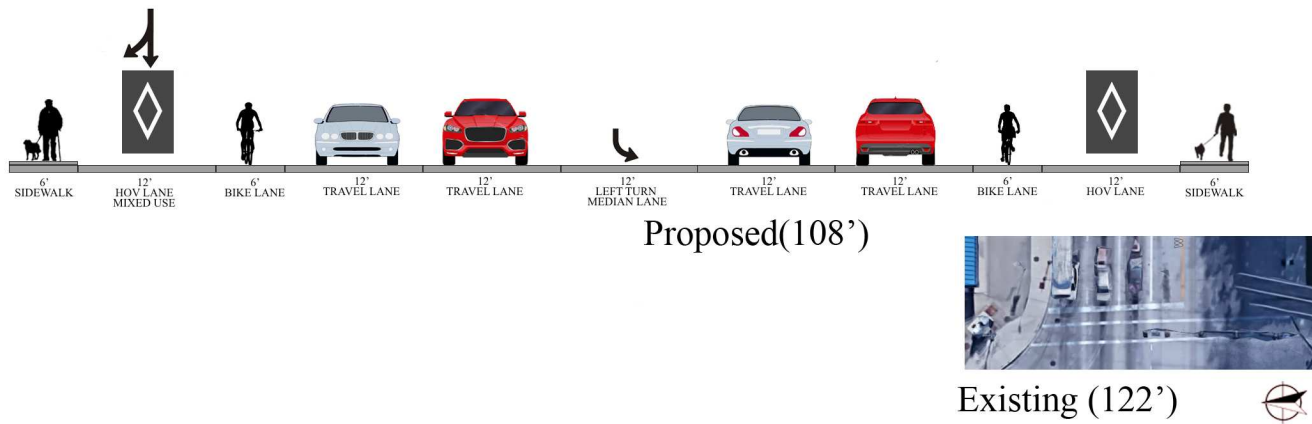 6’
SIDEWALK
12’
HOV LANE
MIXED USE
6’
BIKE LANE
12’
TRAVEL LANE
12’
TRAVEL LANE
12’
LEFT TURN
MEDIAN LANE
12’
TRAVEL LANE
12’
TRAVEL LANE
6’
BIKE LANE
12’
HOV LANE
6’
SIDEWALK
Proposed(108’)
Existing (122’)